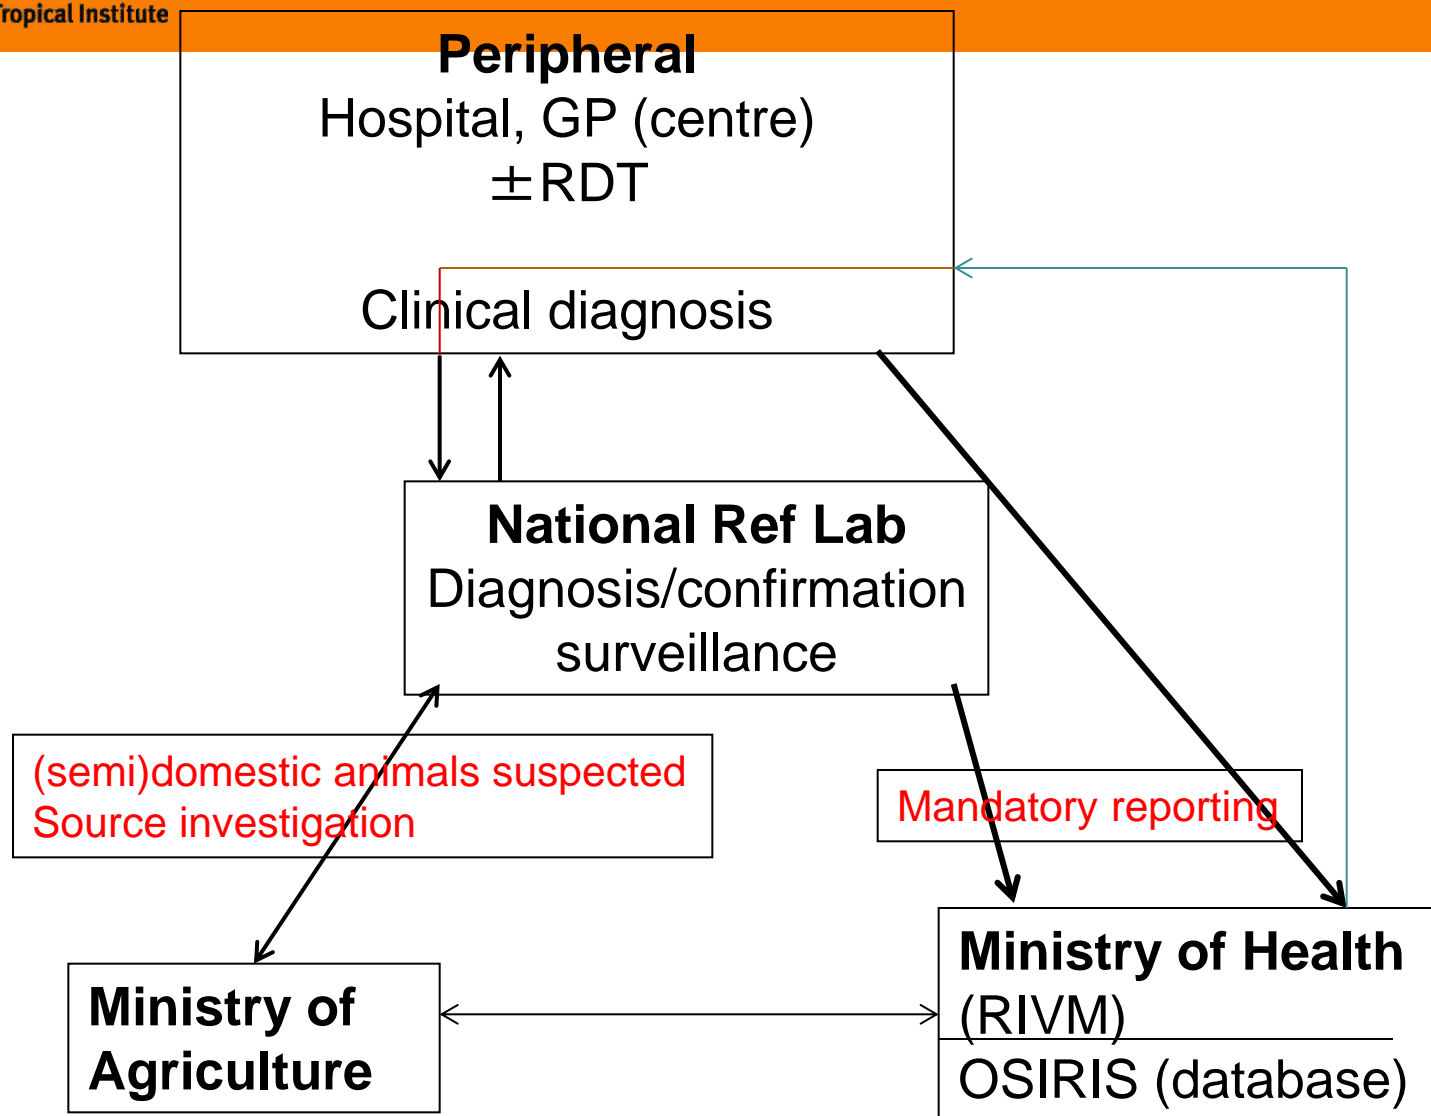 Tropical Institute
Peripheral
Hospital, GP (centre)
±RDT
Clinical diagnosis
National Ref Lab
Diagnosis/confirmation
surveillance
(semi)domestic animals suspected
Source investigation
Mandatory reporting
Ministry of
Agriculture
Ministry of Health
(RIVM)
OSIRIS (database)